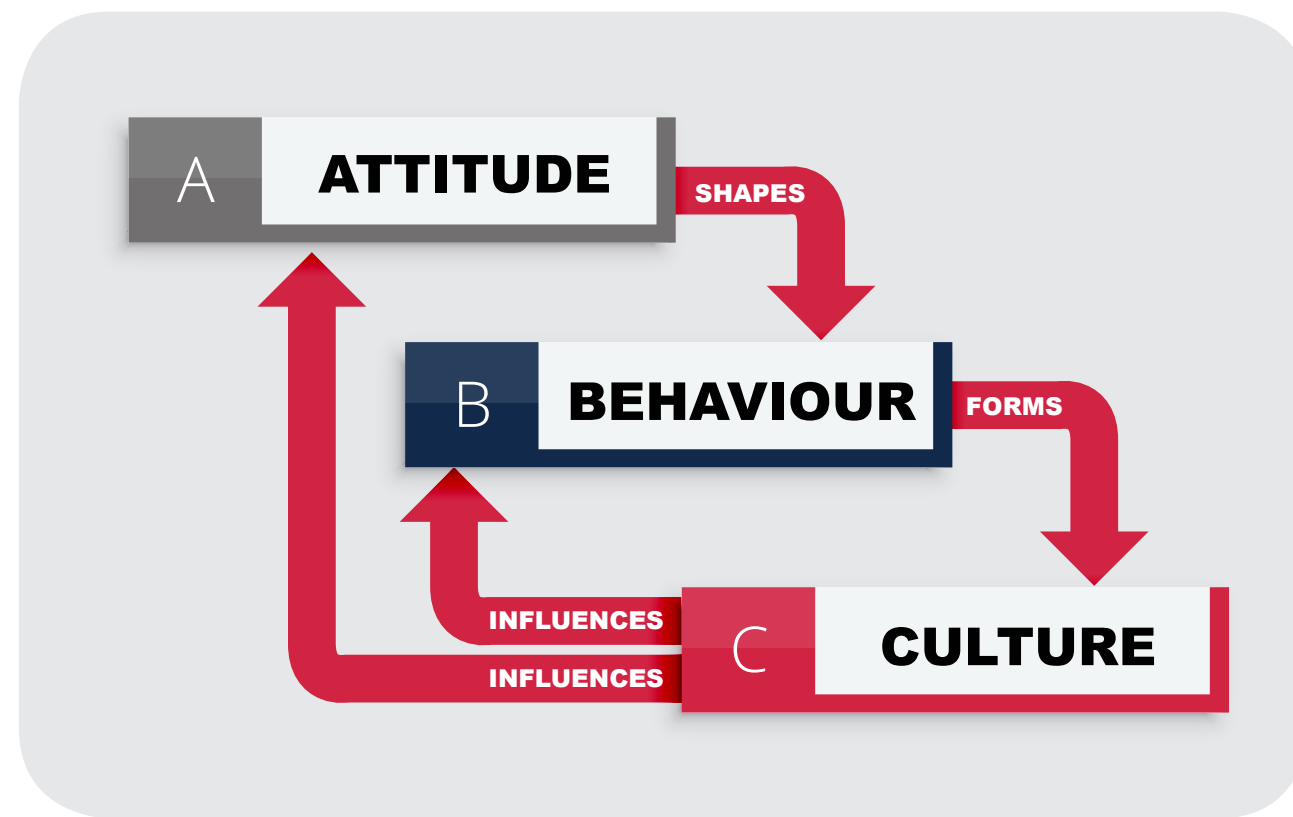 A
ATTITUDE
SHAPES
B
BEHAVIOUR
FORMS
INFLUENCES
INFLUENCES
C
CULTURE